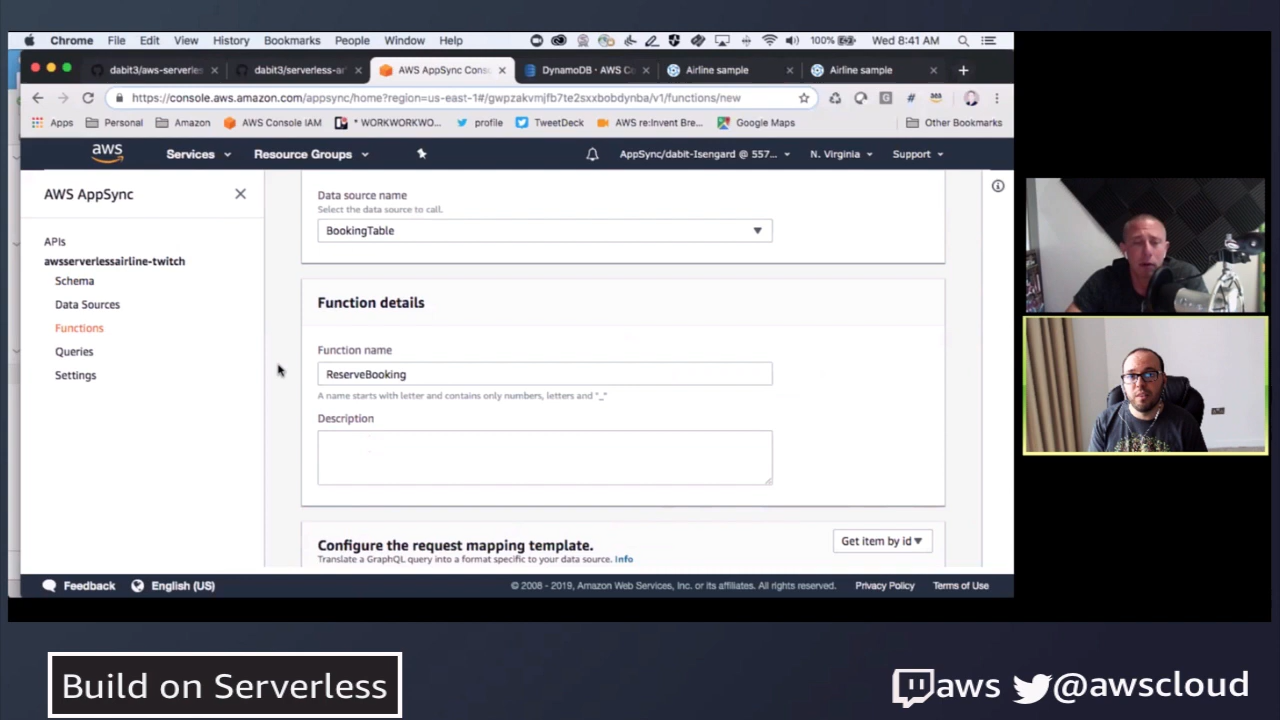 Chrome File Edit View History Bookmarks People Window Help 100% Wed 8:41 AM
dabit3/aws-serverles dabit3/serverless-ar AWS AppSync Cons DynamoDB · AWS C Airline sample Airline sample
https://console.aws.amazon.com/appsync/home?region=us-east-1#/gwpzakvmjfb7te2sxxbobdynba/v1/functions/new
Apps Personal Amazon AWS Console IAM * WORKWORKWO... profile TweetDeck AWS re:Invent Bre... Google Maps Other Bookmarks
aws Services Resource Groups AppSync/dabit-Isengard @ 557... N. Virginia Support
AWS AppSync
APIs
awsserverlessairline-twitch
Schema
Data Sources
Functions
Queries
Settings
Data source name
Select the data source to call.
BookingTable
Function details
Function name
ReserveBooking
A name starts with letter and contains only numbers, letters and "_"
Description
Configure the request mapping template.
Get item by id
Translate a GraphQL query into a format specific to your data source. Info
Feedback English (US) © 2008 - 2019, Amazon Web Services, Inc. or its affiliates. All rights reserved. Privacy Policy Terms of Use
Build on Serverless
aws @awscloud